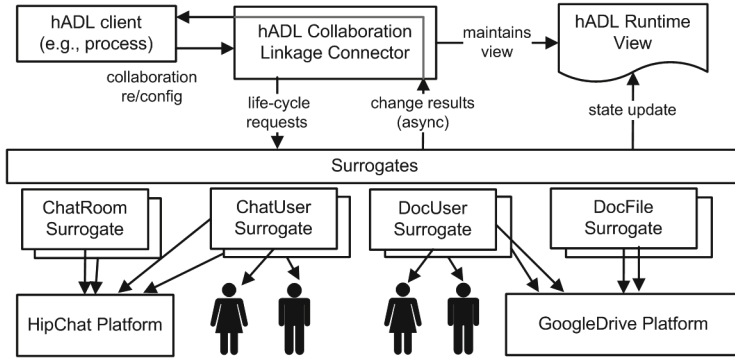 hADL client
(e.g., process)
hADL Collaboration
Linkage Connector
maintains
view
hADL Runtime
View
collaboration
re/config
life-cycle
requests
change results
(async)
state update
Surrogates
ChatRoom
Surrogate
ChatUser
Surrogate
DocUser
Surrogate
DocFile
Surrogate
HipChat Platform
GoogleDrive Platform